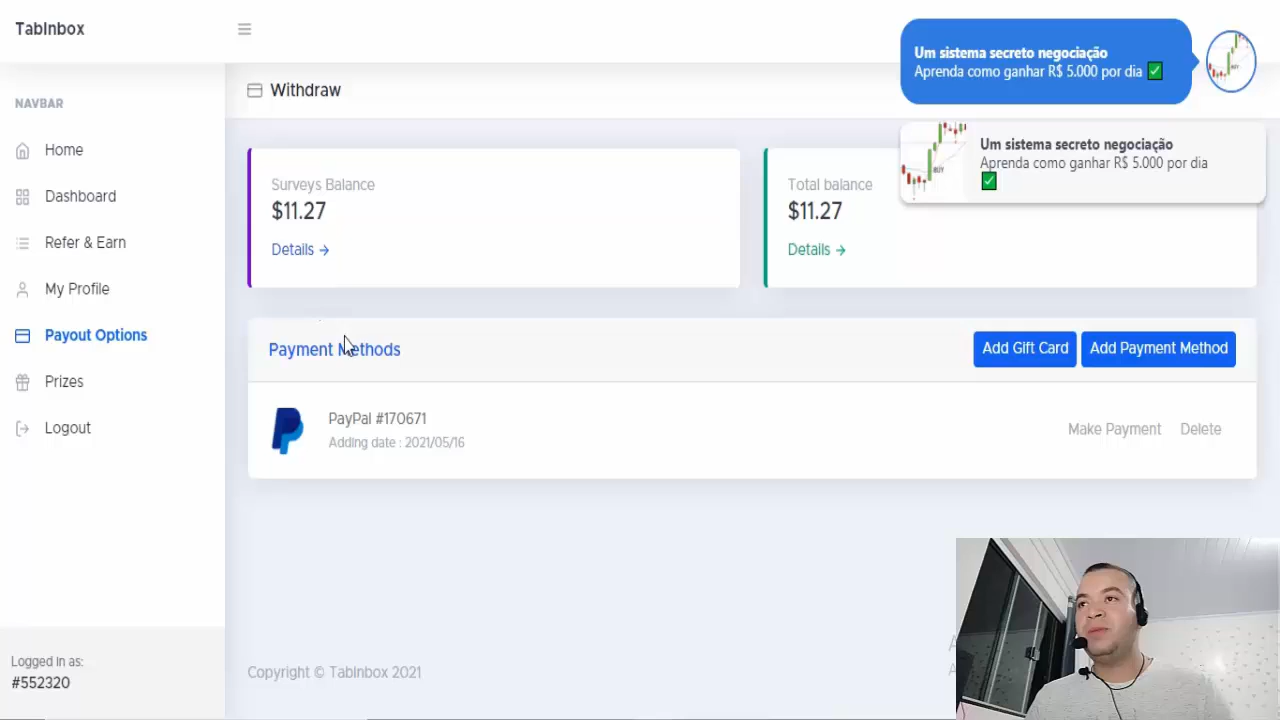 TabInbox
Um sistema secreto negociação
Aprenda como ganhar R$ 5.000 por dia ✅
NAVBAR
Withdraw
Um sistema secreto negociação
Aprenda como ganhar R$ 5.000 por dia
✅
Home
Dashboard
Refer & Earn
My Profile
Payout Options
Prizes
Logout
Surveys Balance
$11.27
Details →
Total balance
$11.27
Details →
Payment Methods
Add Gift Card
Add Payment Method
PayPal #170671
Adding date : 2021/05/16
Make Payment
Delete
Logged in as:
#552320
Copyright © TabInbox 2021